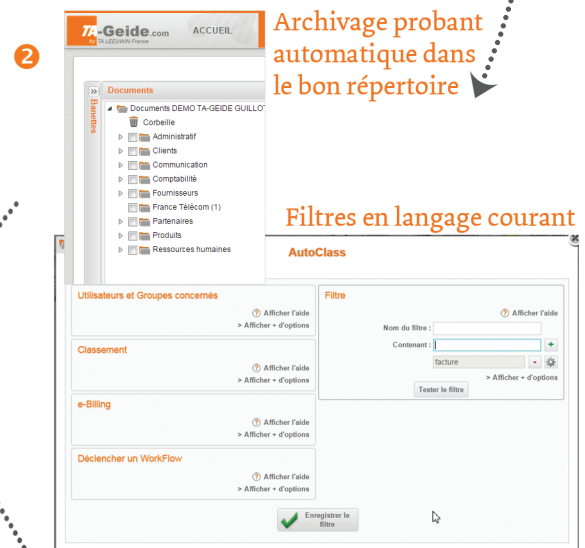 TA-Geide.com
by TA LEEUWIN France
ACCUEIL
Archivage probant
automatique dans
le bon répertoire
2
Banettes
Documents
Documents DEMO TA-GEIDE GUILLOT
Corbeille
Administratif
Clients
Communication
Comptabilité
Fournisseurs
France Télécom (1)
Partenaires
Produits
Ressources humaines
Filtres en langage courant
AutoClass
Utilisateurs et Groupes concernés
Afficher l'aide
> Afficher + d'options
Classement
Afficher l'aide
> Afficher + d'options
e-Billing
Afficher l'aide
> Afficher + d'options
Déclencher un WorkFlow
Afficher l'aide
> Afficher + d'options
Filtre
Afficher l'aide
Nom du filtre :
Contenant :
facture
> Afficher + d'options
Tester le filtre
Enregistrer le
filtre